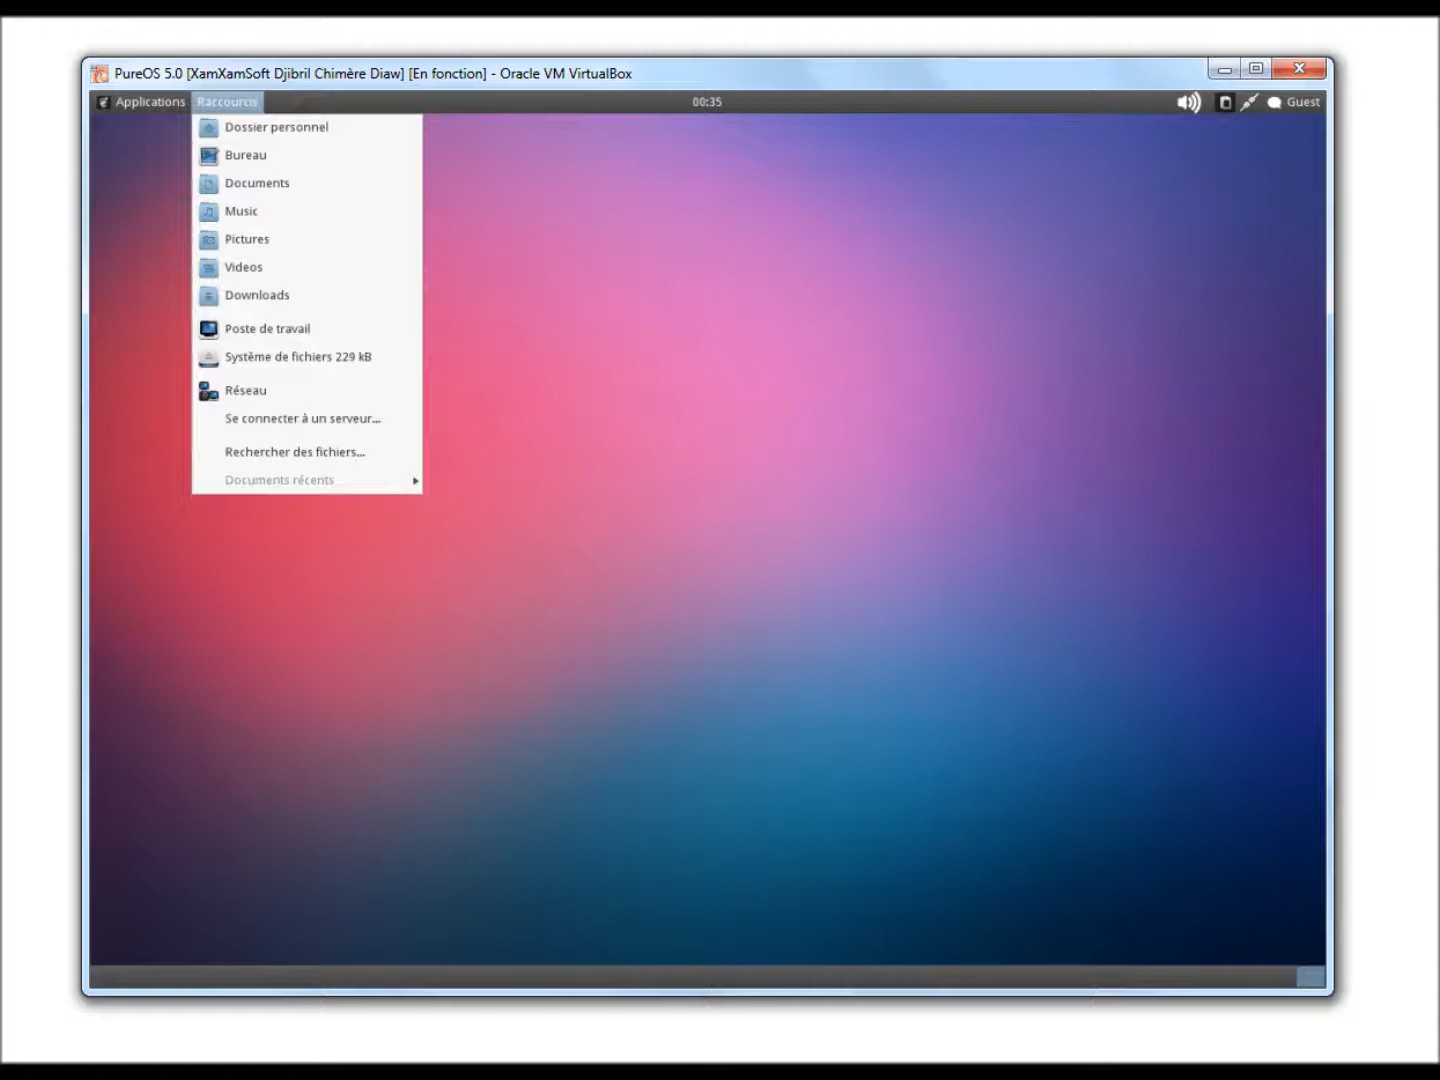 PureOS 5.0 [XamXamSoft Djibril Chimère Diaw] [En fonction] - Oracle VM VirtualBox
Applications Raccourcis 00:35 Guest
Dossier personnel
Bureau
Documents
Music
Pictures
Videos
Downloads
Poste de travail
Système de fichiers 229 kB
Réseau
Se connecter à un serveur...
Rechercher des fichiers...
Documents récents